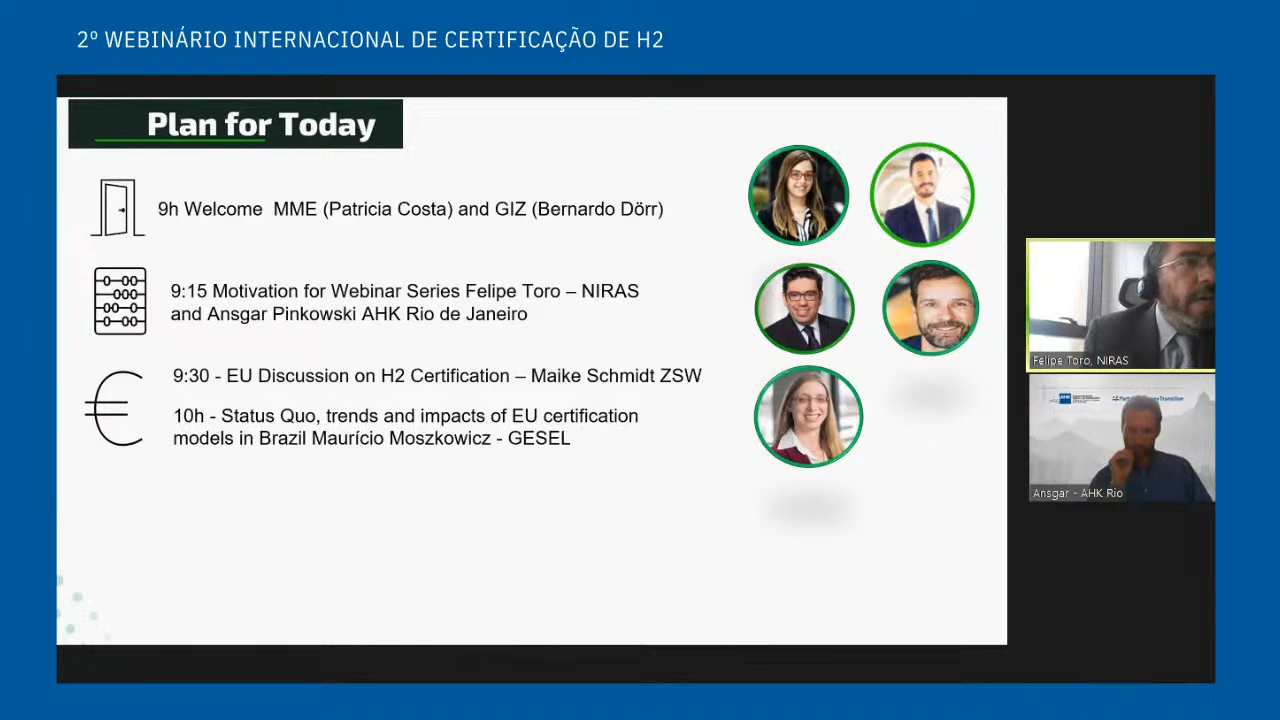 2º WEBINÁRIO INTERNACIONAL DE CERTIFICAÇÃO DE H2
Plan for Today
9h Welcome MME (Patricia Costa) and GIZ (Bernardo Dörr)
9:15 Motivation for Webinar Series Felipe Toro – NIRAS
and Ansgar Pinkowski AHK Rio de Janeiro
9:30 - EU Discussion on H2 Certification – Maike Schmidt ZSW
10h - Status Quo, trends and impacts of EU certification
models in Brazil Maurício Moszkowicz - GESEL
Felipe Toro, NIRAS
AHK
Ansgar - AHK Rio